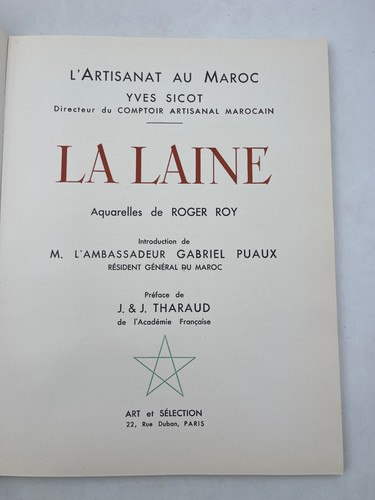 L'ARTISANAT AU MAROC
YVES SICOT
Directeur du COMPTOIR ARTISANAL MAROCAIN
LA LAINE
Aquarelles de ROGER ROY
Introduction de
M. L'AMBASSADEUR GABRIEL PUAUX
RÉSIDENT GÉNÉRAL DU MAROC
Préface de
J. & J. THARAUD
de l'Académie Française
ART et SÉLECTION
22, Rue Duban, PARIS